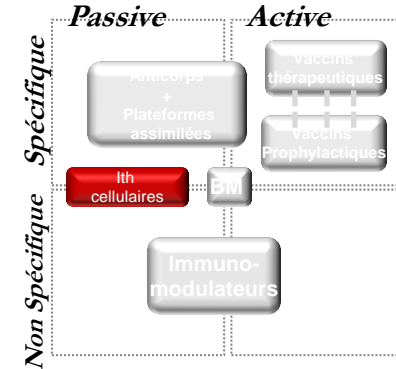 Passive Active
Spécifique
Anticorps
+
Plateformes
assimilées
Vaccins
thérapeutiques
Vaccins
Prophylactiques
Ith
cellulaires
BM
Non Spécifique
Immuno-
modulateurs